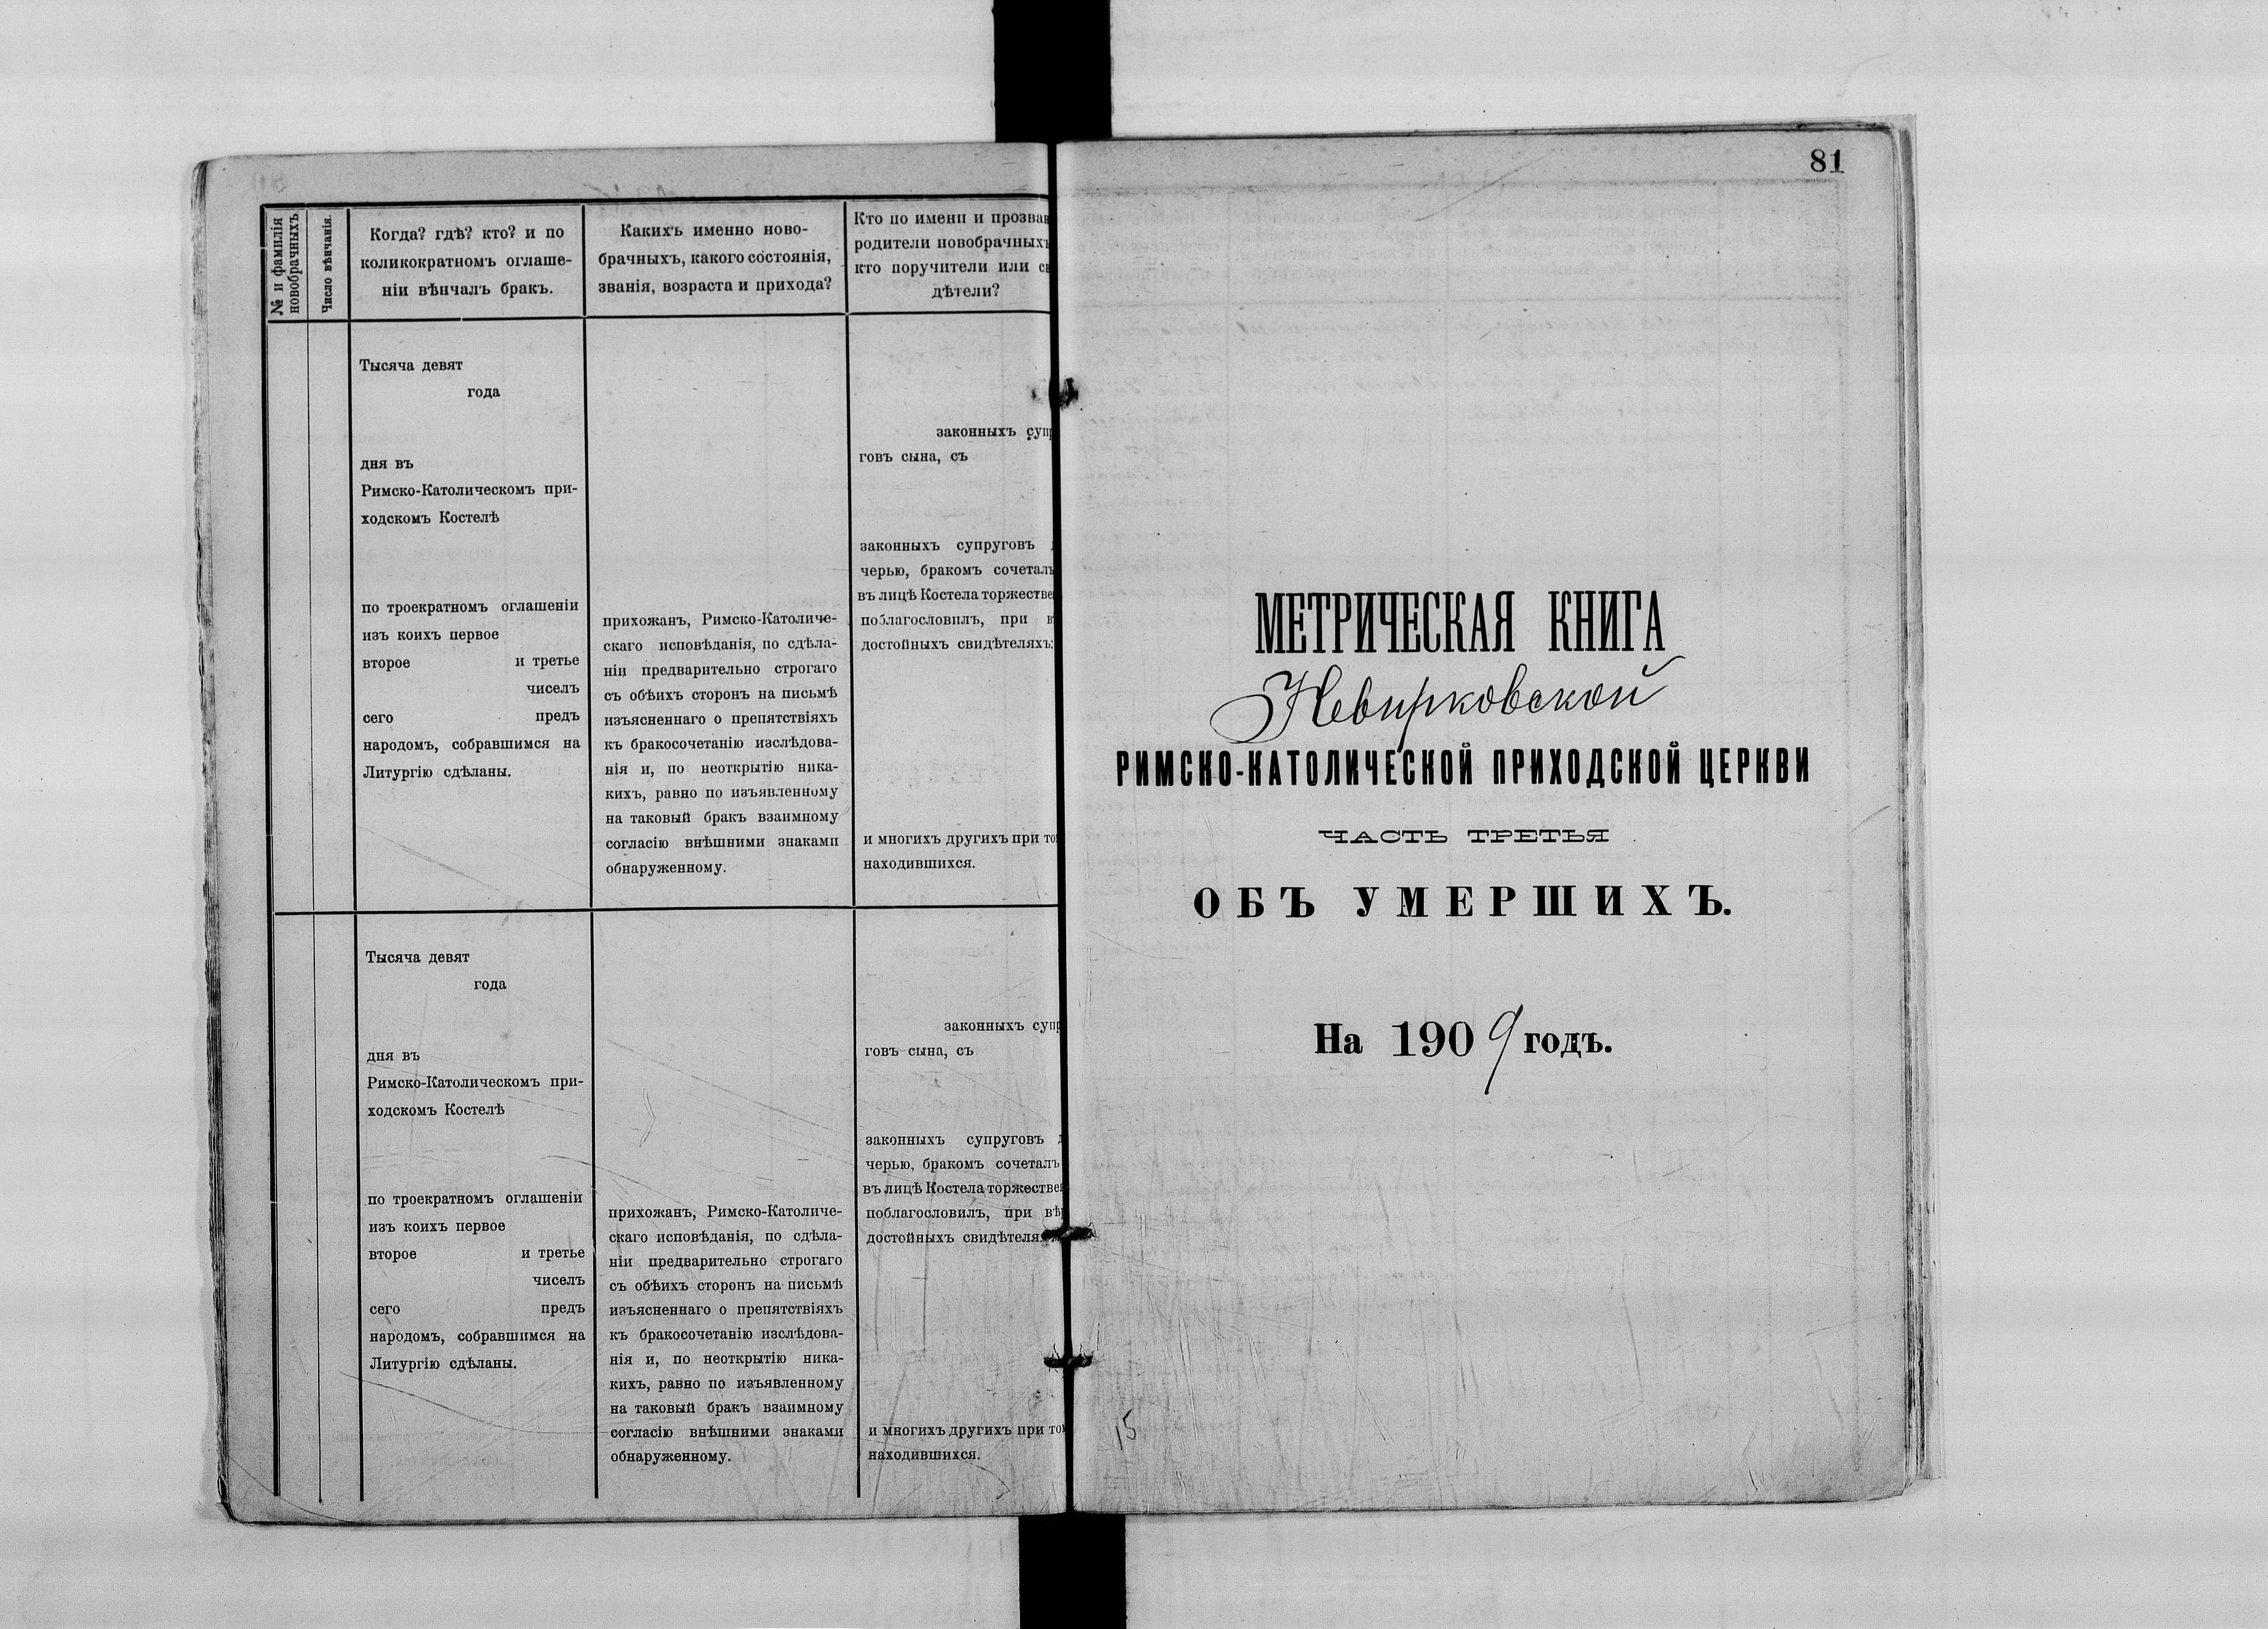 № и фамилія
новобрачныхъ
Число вѣнчанія.
Когда? гдѣ? кто? и по
коликократномъ оглаше-
ніи вѣнчалъ бракъ.
Какихъ именно ново-
брачныхъ, какого состоянія,
званія, возраста и прихода?
Кто по имени и прозван
родители новобрачныхъ
кто поручители или св
дѣтели?
Тысяча девят
года
дня въ
Римско-Католическомъ при-
ходскомъ Костелѣ
по троекратномъ оглашеніи
изъ коихъ первое
второе и третье
чиселъ
сего предъ
народомъ, собравшимся на
Литургію сдѣланы.
прихожанъ, Римско-Католиче-
скаго исповѣданія, по сдѣла-
ніи предварительно строгаго
съ обѣихъ сторонъ на письмѣ
изъясненнаго о препятствіяхъ
къ бракосочетанію изслѣдова-
нія и, по неоткрытію ника-
кихъ, равно по изъявленному
на таковый бракъ взаимному
согласію внѣшними знаками
обнаруженному.
законныхъ супр
говъ сына, съ
законныхъ супруговъ
черью, бракомъ сочеталъ
въ лицѣ Костела торжестве
поблагословилъ, при в
достойныхъ свидѣтеляхъ:
и многихъ другихъ при то
находившихся.
Тысяча девят
года
дня въ
Римско-Католическомъ при-
ходскомъ Костелѣ
по троекратномъ оглашеніи
изъ коихъ первое
второе и третье
чиселъ
сего предъ
народомъ, собравшимся на
Литургію сдѣланы.
прихожанъ, Римско-Католиче-
скаго исповѣданія, по сдѣла-
ніи предварительно строгаго
съ обѣихъ сторонъ на письмѣ
изъясненнаго о препятствіяхъ
къ бракосочетанію изслѣдова-
нія и, по неоткрытію ника-
кихъ, равно по изъявленному
на таковый бракъ взаимному
согласію внѣшними знаками
обнаруженному.
законныхъ супр
говъ сына, съ
законныхъ супруговъ
черью, бракомъ сочеталъ
въ лицѣ Костела торжестве
поблагословилъ, при вѣ
достойныхъ свидѣтеля
и многихъ другихъ при то
находившихся.
81
МЕТРИЧЕСКАЯ КНИГА
Невирковской
РИМСКО-КАТОЛИЧЕСКОЙ ПРИХОДСКОЙ ЦЕРКВИ
ЧАСТЬ ТРЕТЬЯ
ОБЪ УМЕРШИХЪ.
На 1909 годъ.
15